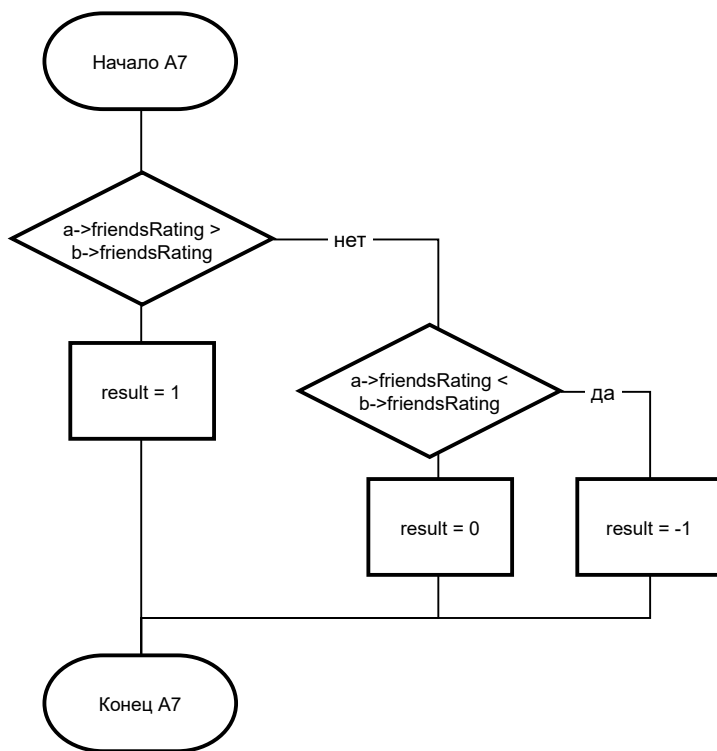 Начало А7
a->friendsRating >
b->friendsRating
нет
result = 1
a->friendsRating <
b->friendsRating
да
result = 0
result = -1
Конец А7